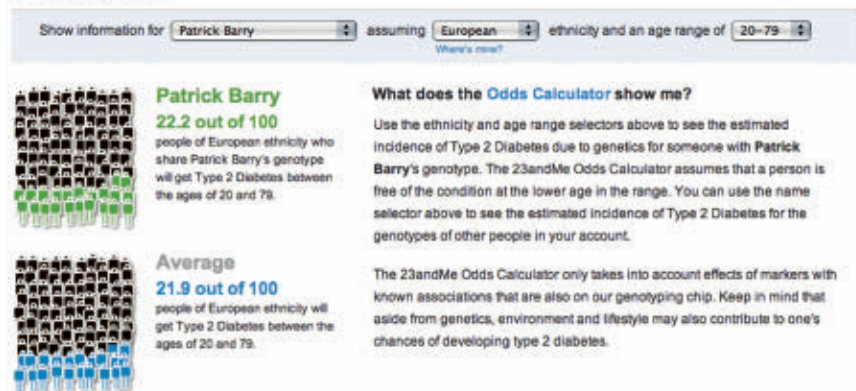 Show information for Patrick Barry assuming European ethnicity and an age range of 20-79
Where's mine?
Patrick Barry
22.2 out of 100
people of European ethnicity who
share Patrick Barry's genotype
will get Type 2 Diabetes between
the ages of 20 and 79.
What does the Odds Calculator show me?
Use the ethnicity and age range selectors above to see the estimated
incidence of Type 2 Diabetes due to genetics for someone with Patrick
Barry's genotype. The 23andMe Odds Calculator assumes that a person is
free of the condition at the lower age in the range. You can use the name
selector above to see the estimated incidence of Type 2 Diabetes for the
genotypes of other people in your account.
Average
21.9 out of 100
people of European ethnicity will
get Type 2 Diabetes between the
ages of 20 and 79.
The 23andMe Odds Calculator only takes into account effects of markers with
known associations that are also on our genotyping chip. Keep in mind that
aside from genetics, environment and lifestyle may also contribute to one's
chances of developing type 2 diabetes.